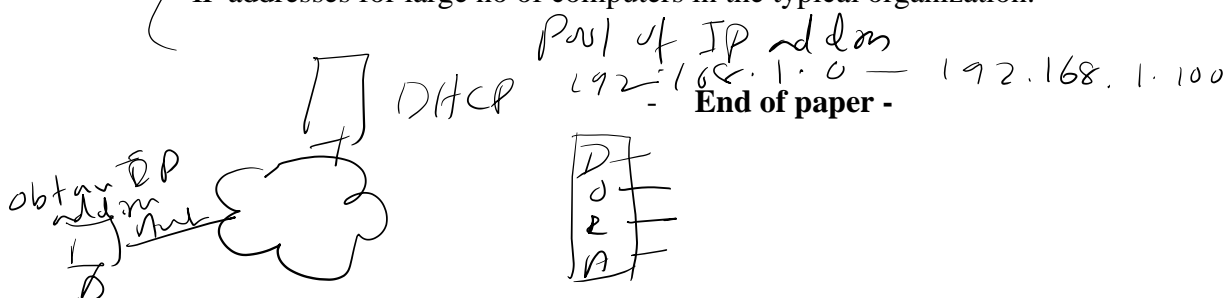 IP addresses for large no of computers in the typical organization.
Pool of IP
192.168.1.0 — 192.168.1.100
DHCP
- End of paper -
obtain IP
D
O
R
A